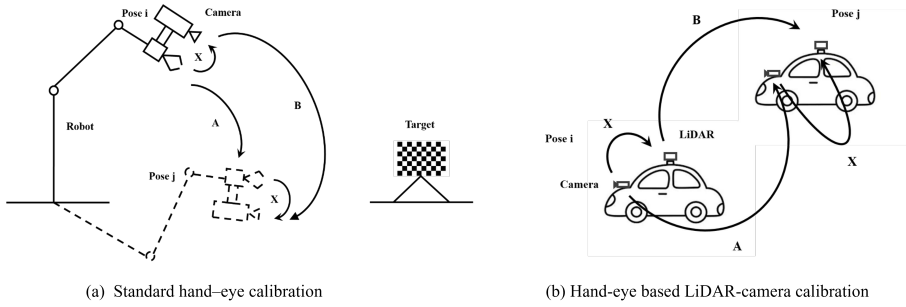 Pose i
Camera
X
B
A
Robot
Target
Pose j
X
(a) Standard hand–eye calibration
B
Pose j
Pose i
X
LiDAR
X
Camera
A
(b) Hand-eye based LiDAR-camera calibration